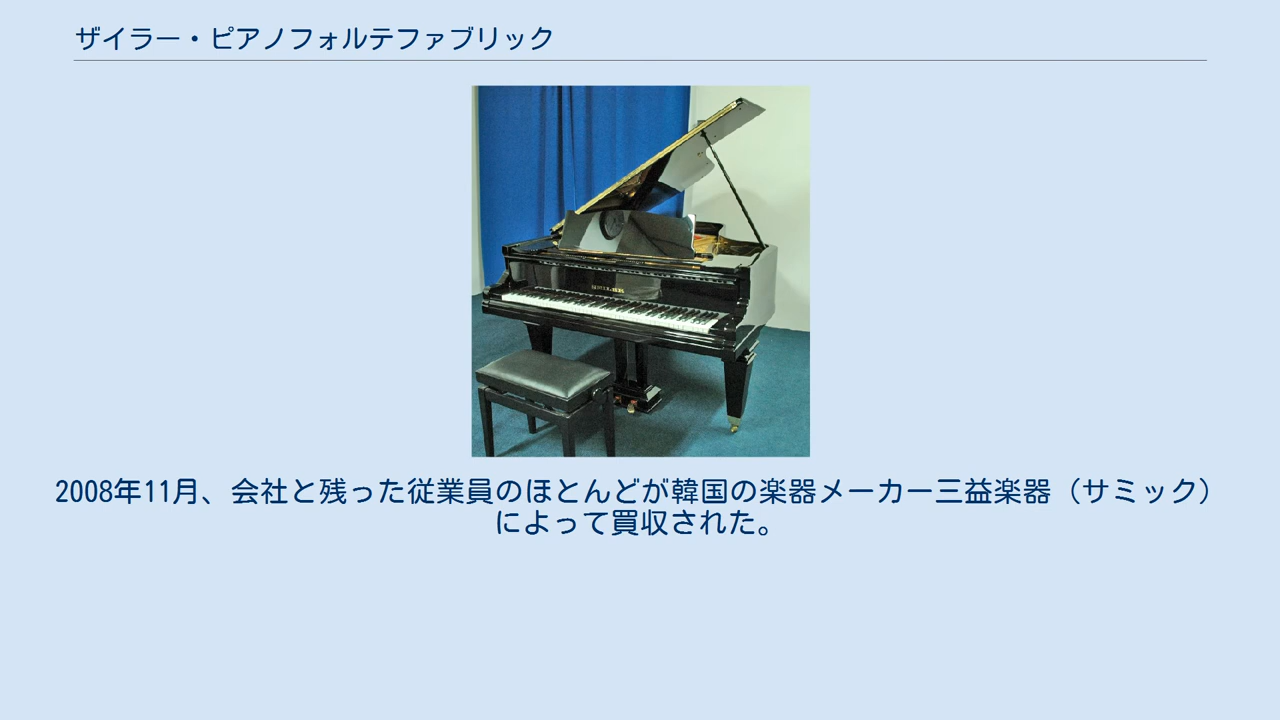 ザイラー・ピアノフォルテファブリック
2008年11月、会社と残った従業員のほとんどが韓国の楽器メーカー三益楽器（サミック）
によって買収された。